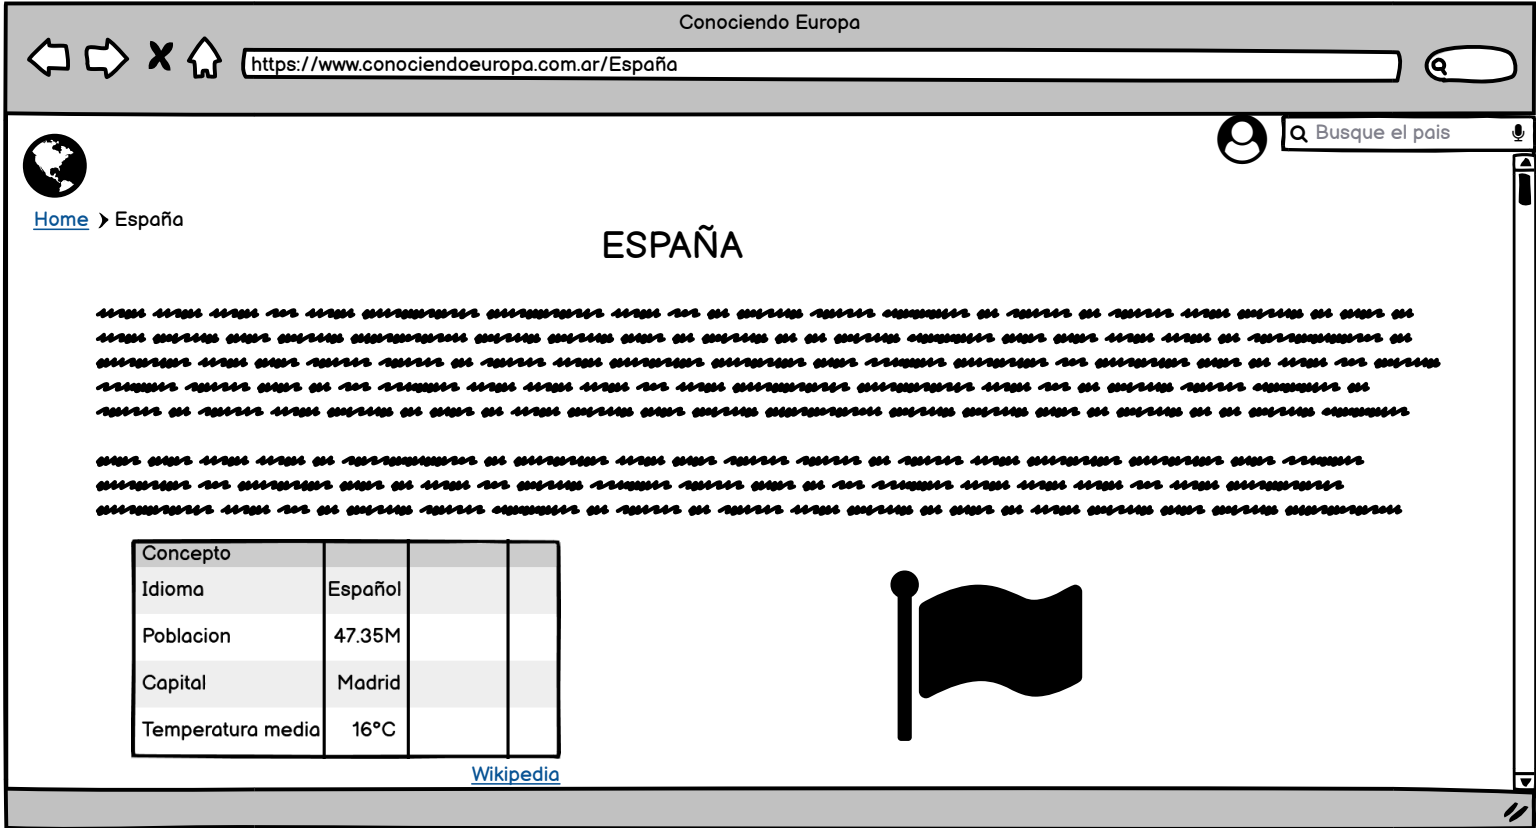 Conociendo Europa
https://www.conociendoeuropa.com.ar/España
Busque el pais
Home España
ESPAÑA
Concepto
Idioma Español
Poblacion 47.35M
Capital Madrid
Temperatura media 16°C
Wikipedia